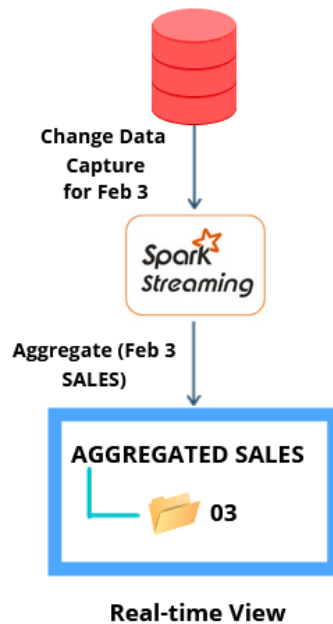 Change Data
Capture
for Feb 3
Spark
Streaming
Aggregate (Feb 3
SALES)
AGGREGATED SALES
03
Real-time View